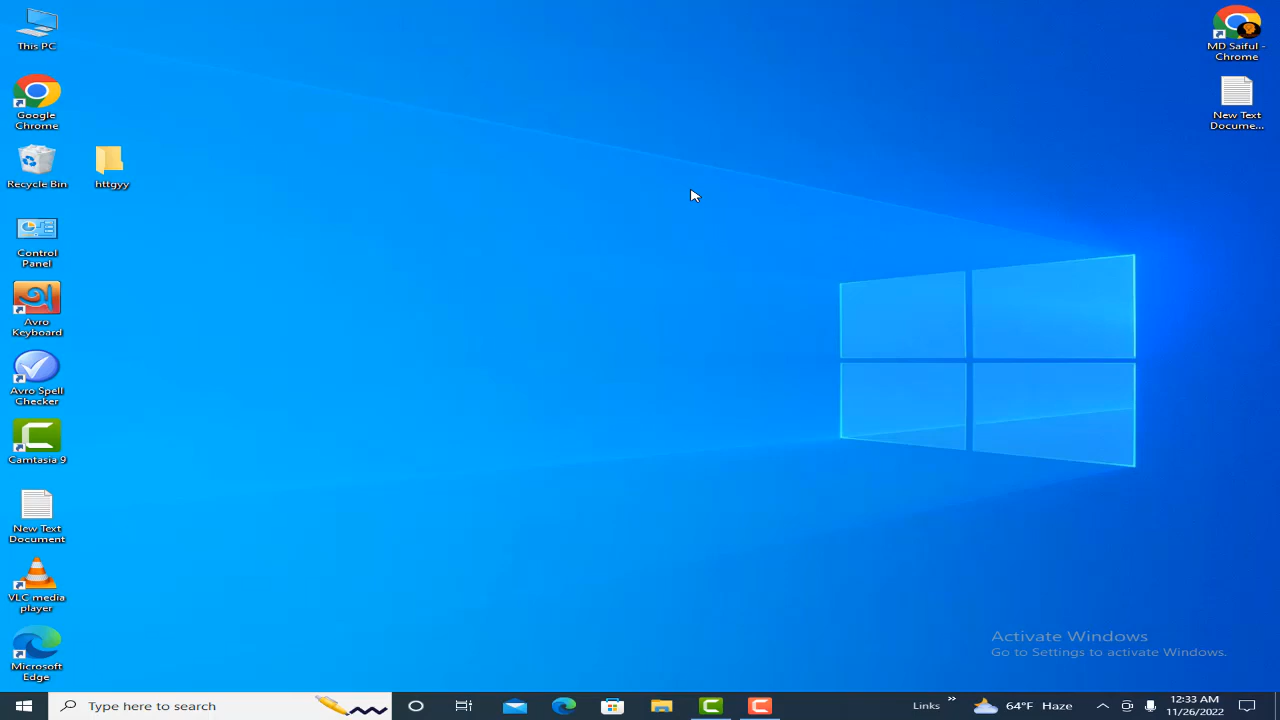 This PC
Google
Chrome
Recycle Bin
httgyy
Control
Panel
Avro
Keyboard
Avro Spell
Checker
Camtasia 9
New Text
Document
VLC media
player
Microsoft
Edge
MD Saiful -
Chrome
New Text
Docume...
Activate Windows
Go to Settings to activate Windows.
Type here to search
Links
64°F Haze
12:33 AM
11/26/2022